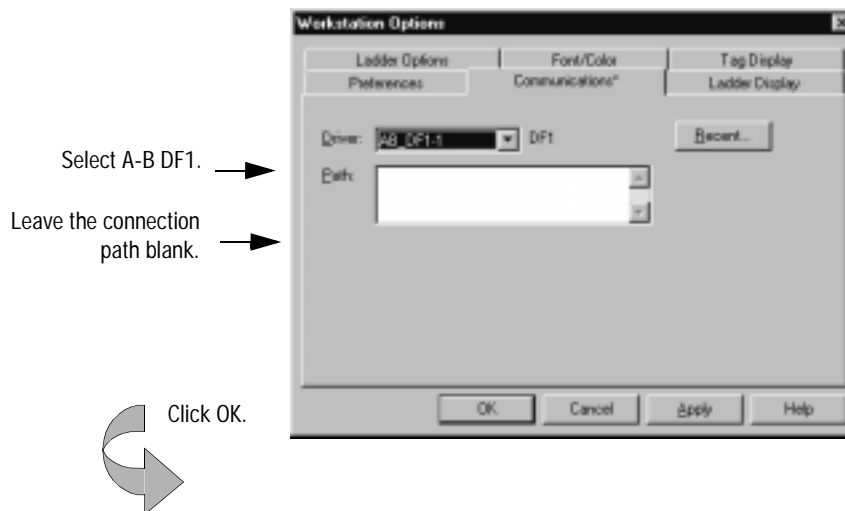 Workstation Options
Ladder Options
Font/Color
Tag Display
Preferences
Communications*
Ladder Display
Driver:
AB_DF1-1
DF1
Recent...
Select A-B DF1.
Path:
Leave the connection
path blank.
OK
Cancel
Apply
Help
Click OK.